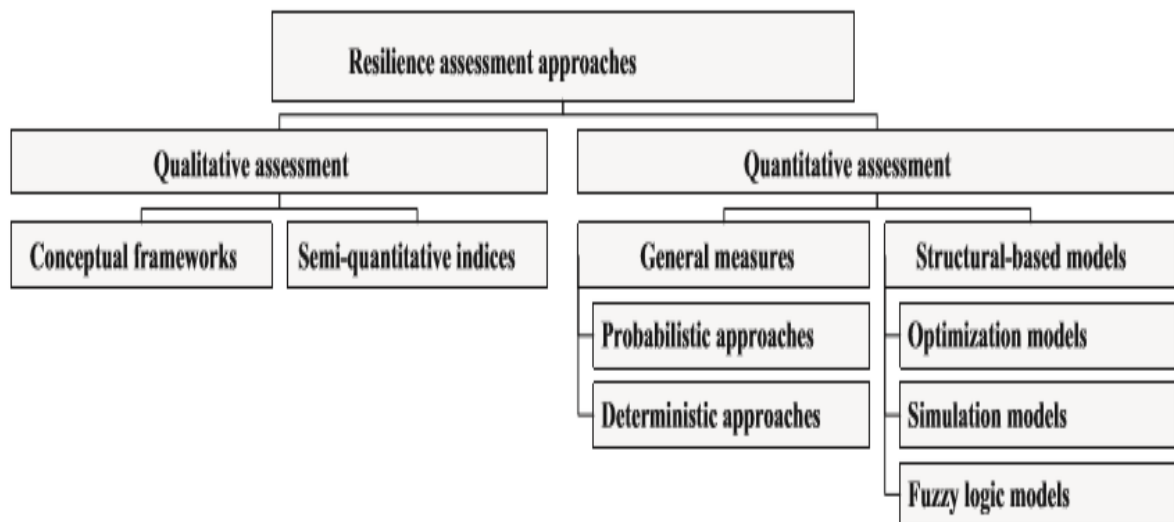 Resilience assessment approaches
Qualitative assessment
Quantitative assessment
Conceptual frameworks
Semi-quantitative indices
General measures
Structural-based models
Probabilistic approaches
Optimization models
Deterministic approaches
Simulation models
Fuzzy logic models